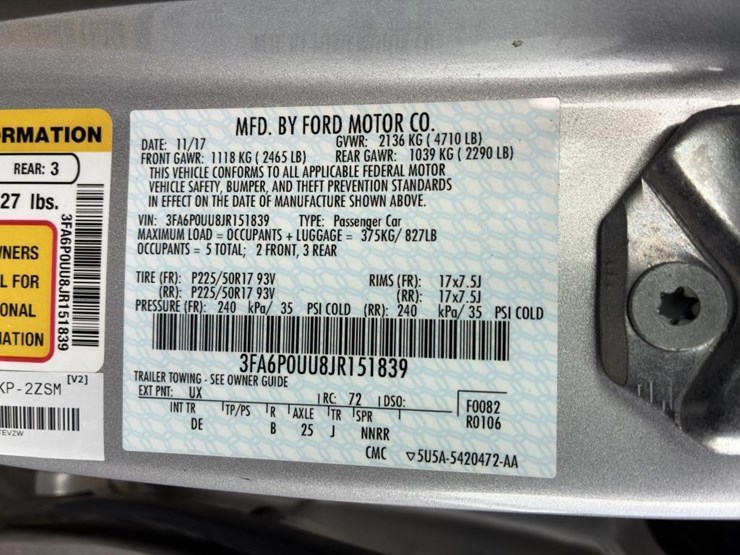 RMATION
REAR: 3
27 lbs.
3FA6P0UU8JR151839
NERS
L FOR
ONAL
ATION
KP-2ZSM [V2]
TEVZW
MFD. BY FORD MOTOR CO.
DATE: 11/17 GVWR: 2136 KG ( 4710 LB)
FRONT GAWR: 1118 KG ( 2465 LB) REAR GAWR: 1039 KG ( 2290 LB)
THIS VEHICLE CONFORMS TO ALL APPLICABLE FEDERAL MOTOR
VEHICLE SAFETY, BUMPER, AND THEFT PREVENTION STANDARDS
IN EFFECT ON THE DATE OF MANUFACTURE SHOWN ABOVE.
VIN: 3FA6P0UU8JR151839 TYPE: Passenger Car
MAXIMUM LOAD = OCCUPANTS + LUGGAGE = 375KG/ 827LB
OCCUPANTS = 5 TOTAL; 2 FRONT, 3 REAR
TIRE (FR): P225/50R17 93V RIMS (FR): 17x7.5J
(RR): P225/50R17 93V (RR): 17x7.5J
PRESSURE (FR): 240 kPa/ 35 PSI COLD (RR): 240 kPa/ 35 PSI COLD
3FA6P0UU8JR151839
TRAILER TOWING - SEE OWNER GUIDE
EXT PNT: UX RC: 72 DSO: F0082
INT TR TP/PS R AXLE TR SPR R0106
DE B 25 J NNRR
CMC ▽5U5A-5420472-AA